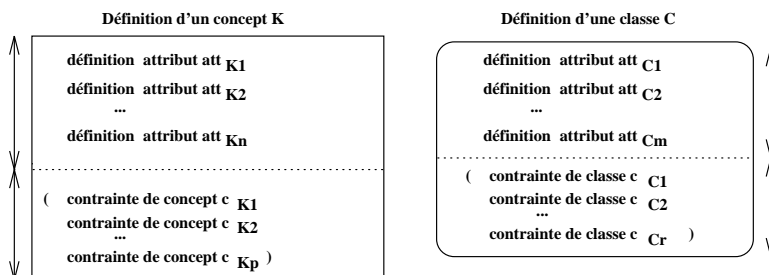 Définition d'un concept K
définition attribut att K1
définition attribut att K2
...
définition attribut att Kn
( contrainte de concept c K1
contrainte de concept c K2
...
contrainte de concept c Kp )
Définition d'une classe C
définition attribut att C1
définition attribut att C2
...
définition attribut att Cm
( contrainte de classe c C1
contrainte de classe c C2
...
contrainte de classe c Cr )